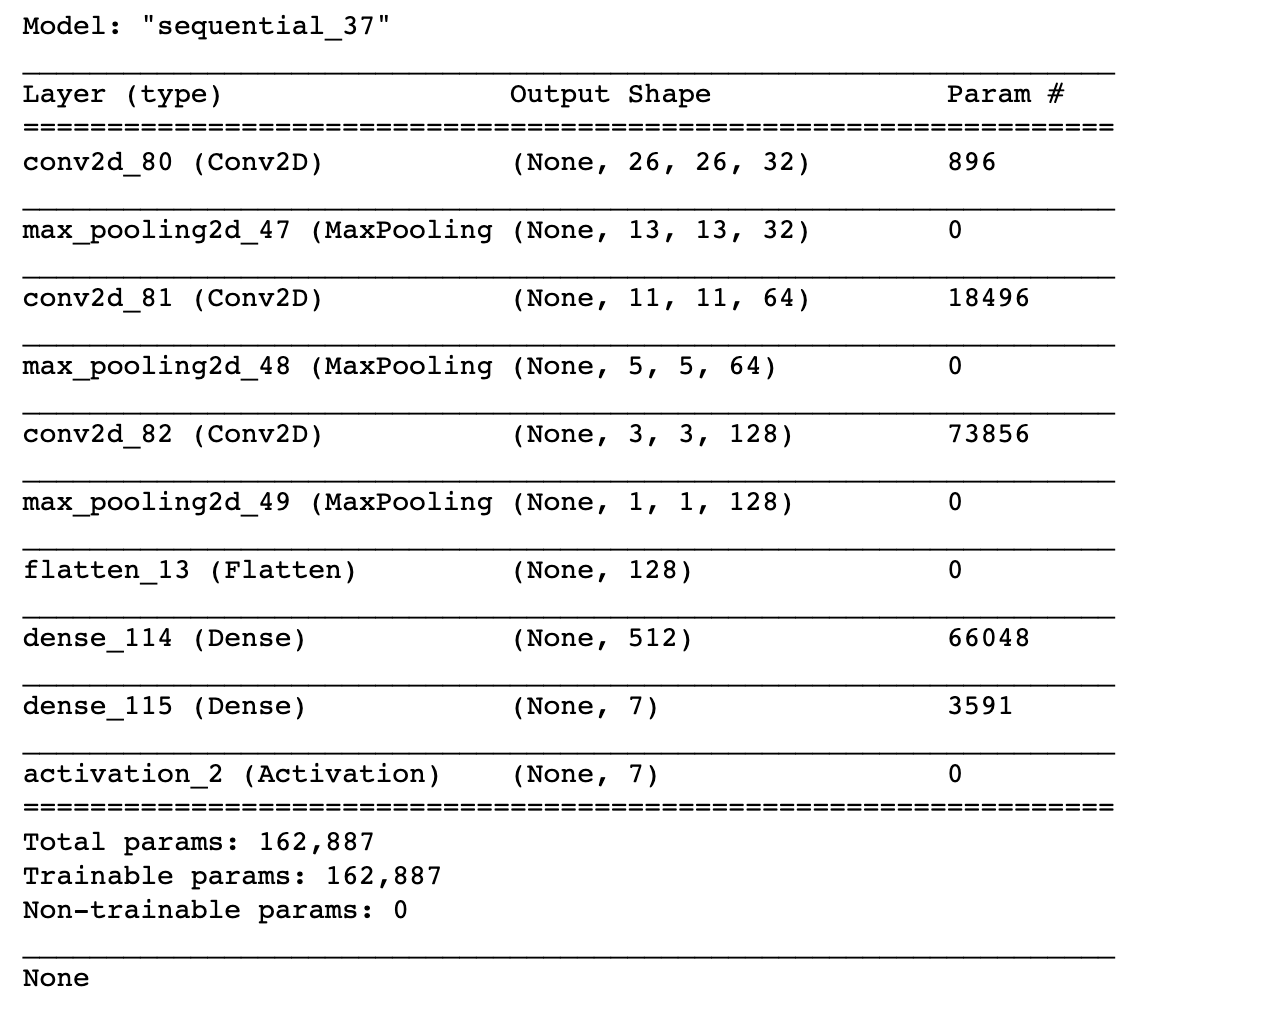 Model: "sequential_37"
Layer (type) Output Shape Param #
conv2d_80 (Conv2D) (None, 26, 26, 32) 896
max_pooling2d_47 (MaxPooling (None, 13, 13, 32) 0
conv2d_81 (Conv2D) (None, 11, 11, 64) 18496
max_pooling2d_48 (MaxPooling (None, 5, 5, 64) 0
conv2d_82 (Conv2D) (None, 3, 3, 128) 73856
max_pooling2d_49 (MaxPooling (None, 1, 1, 128) 0
flatten_13 (Flatten) (None, 128) 0
dense_114 (Dense) (None, 512) 66048
dense_115 (Dense) (None, 7) 3591
activation_2 (Activation) (None, 7) 0
Total params: 162,887
Trainable params: 162,887
Non-trainable params: 0
None